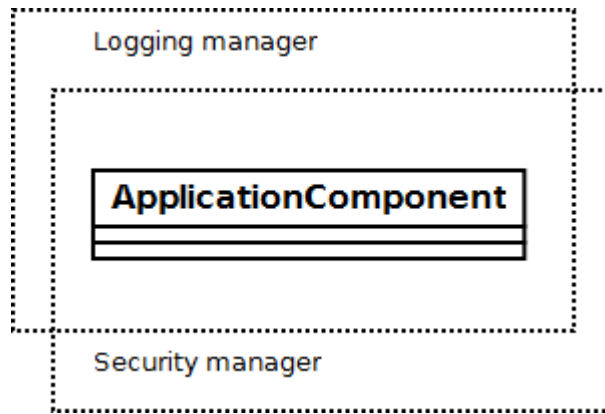 Logging manager
ApplicationComponent
Security manager